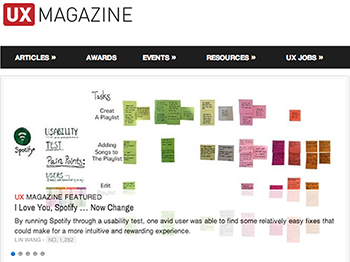 UX MAGAZINE
ARTICLES » AWARDS EVENTS » RESOURCES » UX JOBS »
Tasks
Creat
A Playlist
Spotify
USABILITY
TEST
Pain Points:
USERS
Adding
Songs to
The Playlist
Edit
UX MAGAZINE FEATURED
I Love You, Spotify ... Now Change
By running Spotify through a usability test, one avid user was able to find some relatively easy fixes that
could make for a more intuitive and rewarding experience.
LIN WANG - NO. 1,282